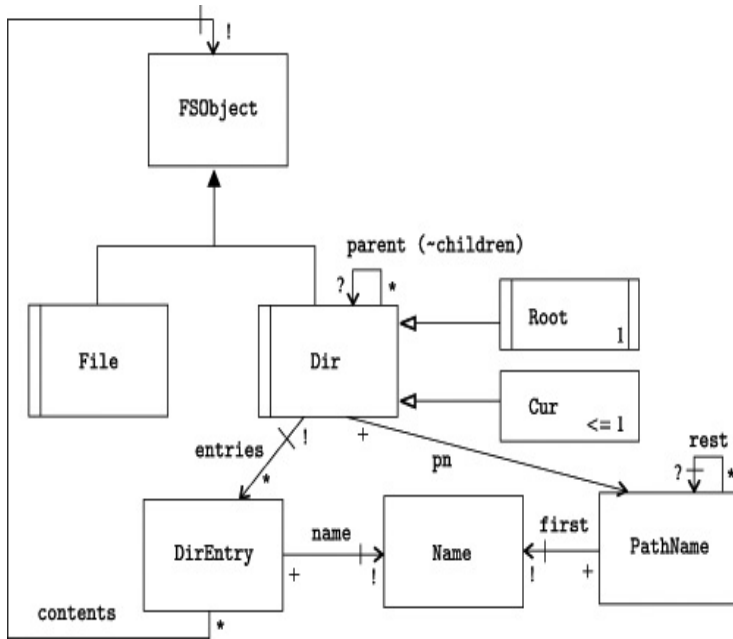 !
FSObject
parent (~children)
? *
File
Dir
Root
1
Cur
<= 1
entries
!
+
*
pn
rest
? *
DirEntry
name
+ !
Name
first
! +
PathName
contents
*